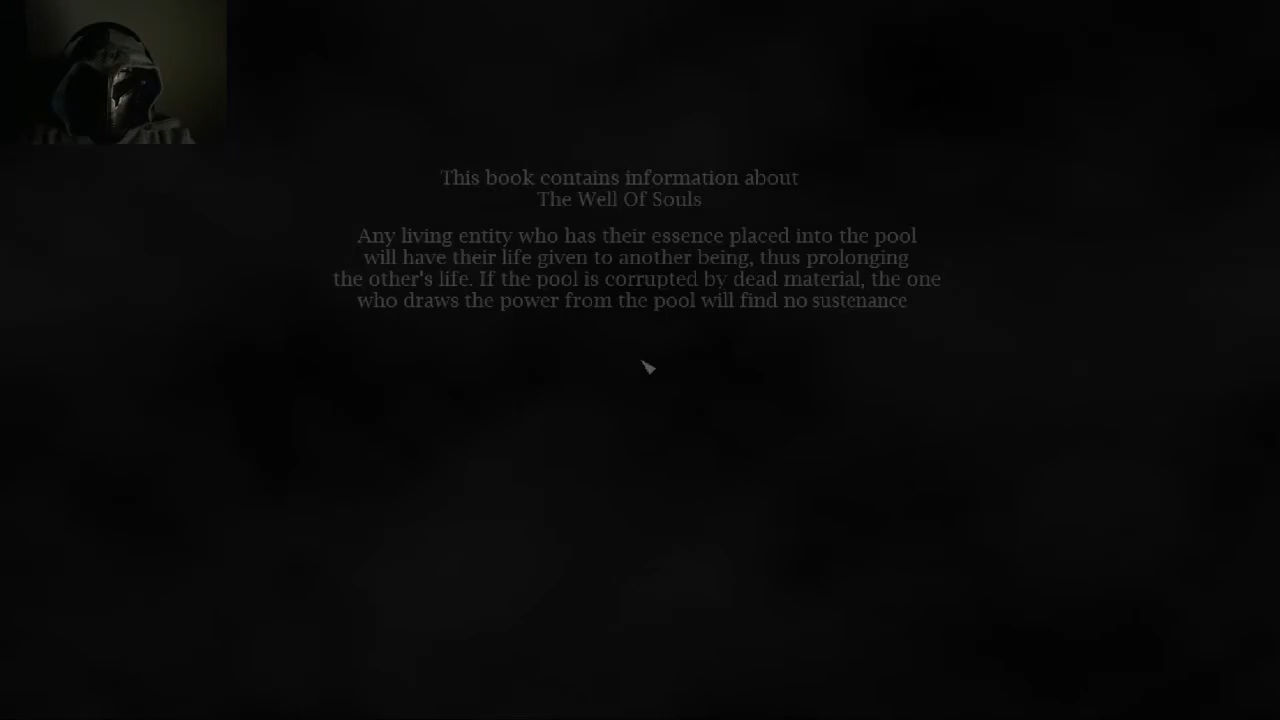 This book contains information about
The Well Of Souls
Any living entity who has their essence placed into the pool
will have their life given to another being, thus prolonging
the other's life. If the pool is corrupted by dead material, the one
who draws the power from the pool will find no sustenance